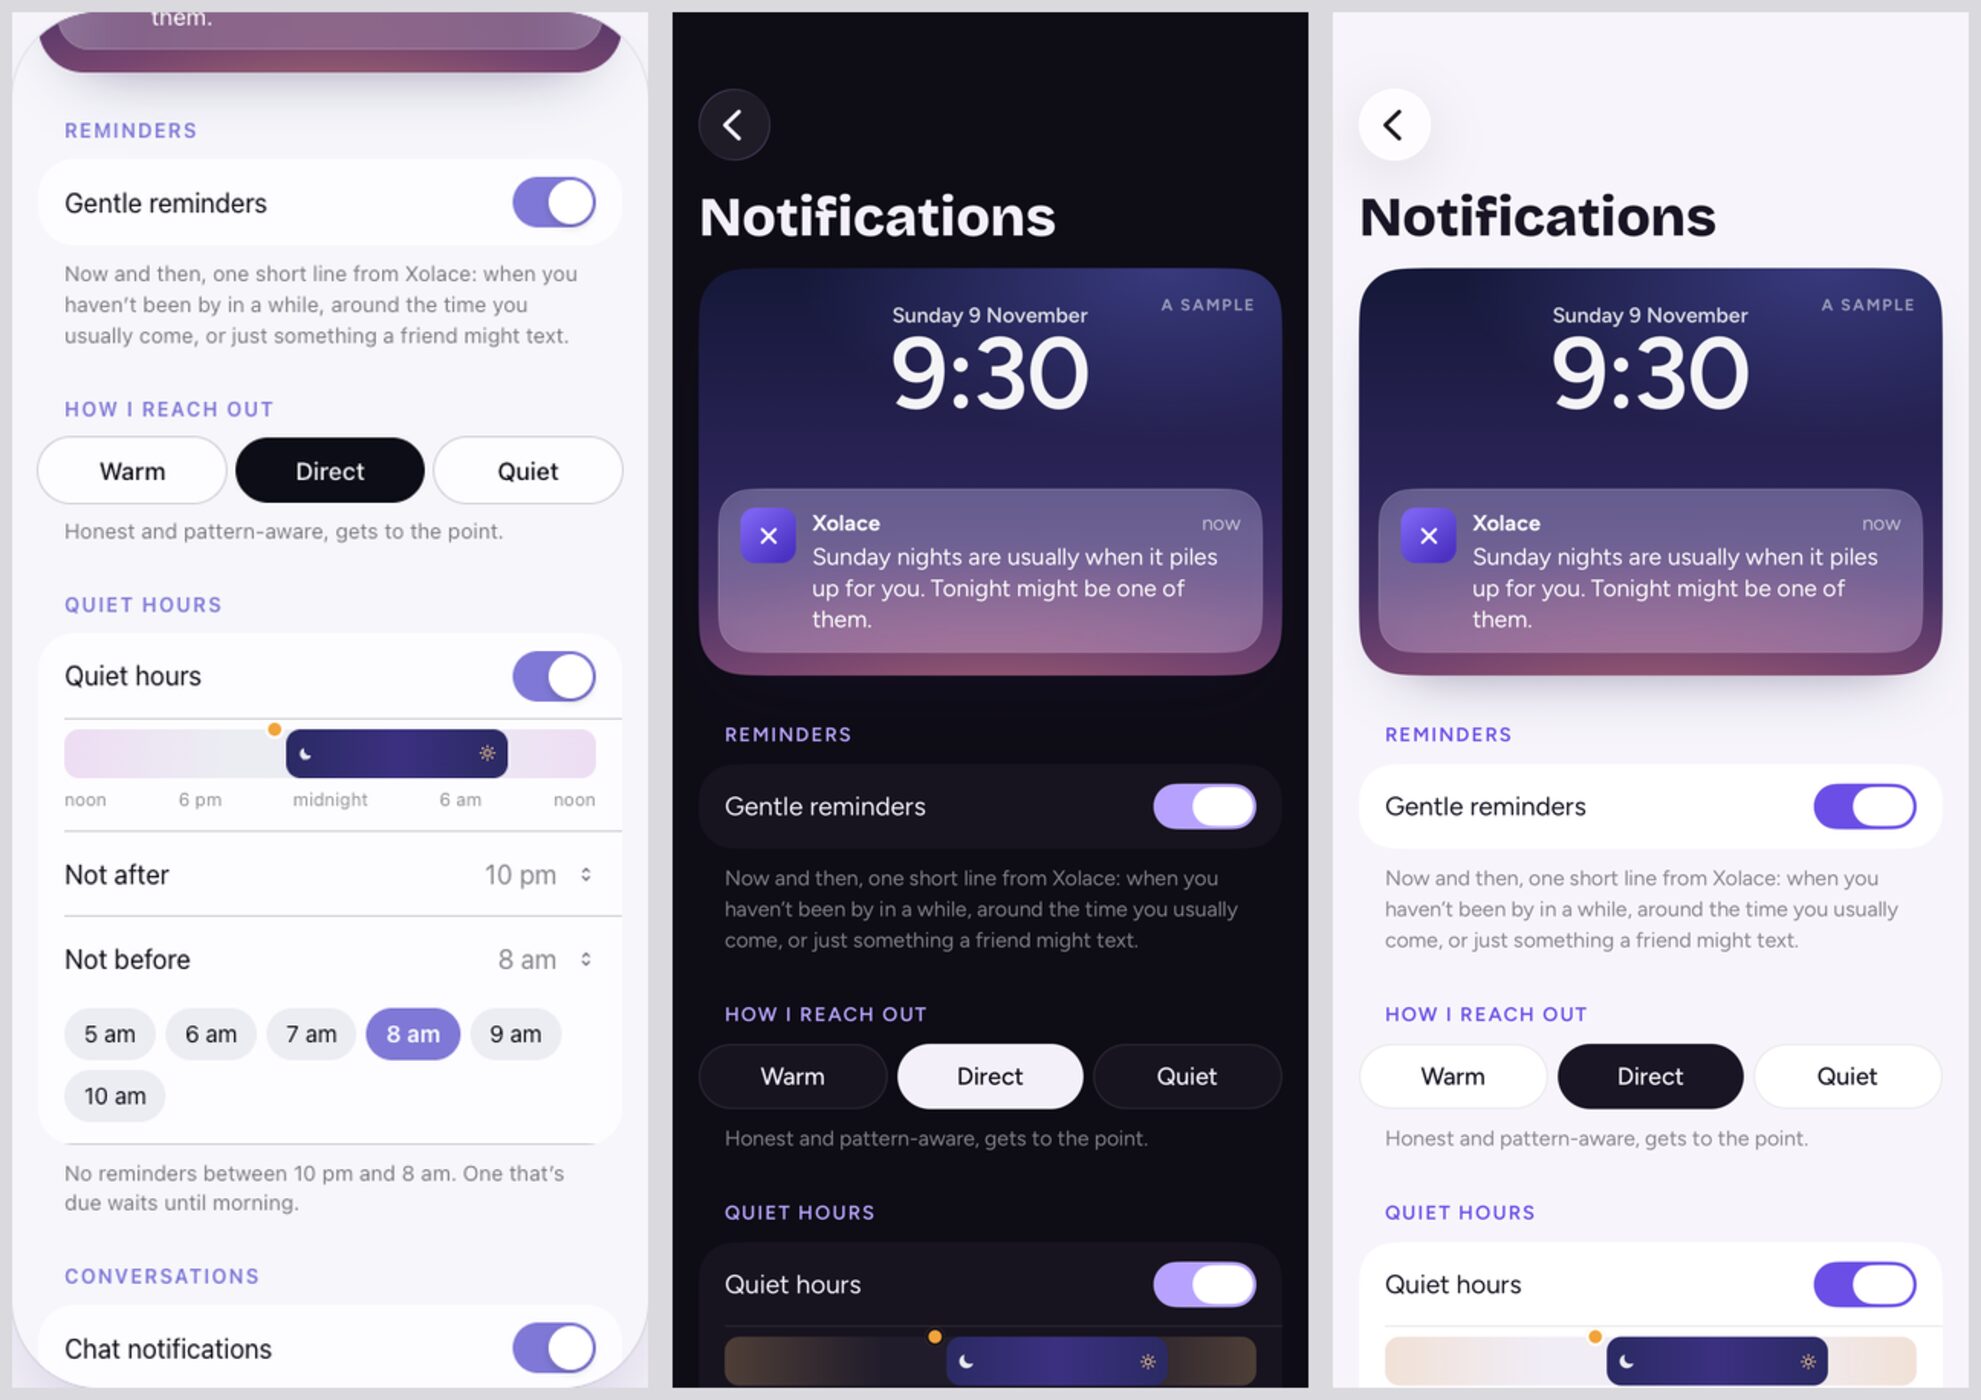 them.
REMINDERS
Gentle reminders
Now and then, one short line from Xolace: when you
haven’t been by in a while, around the time you
usually come, or just something a friend might text.
HOW I REACH OUT
Warm
Direct
Quiet
Honest and pattern-aware, gets to the point.
QUIET HOURS
Quiet hours
noon 6 pm midnight 6 am noon
Not after 10 pm
Not before 8 am
5 am 6 am 7 am 8 am 9 am
10 am
No reminders between 10 pm and 8 am. One that’s
due waits until morning.
CONVERSATIONS
Chat notifications
Notifications
A SAMPLE
Sunday 9 November
9:30
Xolace now
Sunday nights are usually when it piles
up for you. Tonight might be one of
them.
REMINDERS
Gentle reminders
Now and then, one short line from Xolace: when you
haven’t been by in a while, around the time you usually
come, or just something a friend might text.
HOW I REACH OUT
Warm Direct Quiet
Honest and pattern-aware, gets to the point.
QUIET HOURS
Quiet hours
Notifications
A SAMPLE
Sunday 9 November
9:30
Xolace now
Sunday nights are usually when it piles
up for you. Tonight might be one of
them.
REMINDERS
Gentle reminders
Now and then, one short line from Xolace: when you
haven’t been by in a while, around the time you usually
come, or just something a friend might text.
HOW I REACH OUT
Warm Direct Quiet
Honest and pattern-aware, gets to the point.
QUIET HOURS
Quiet hours